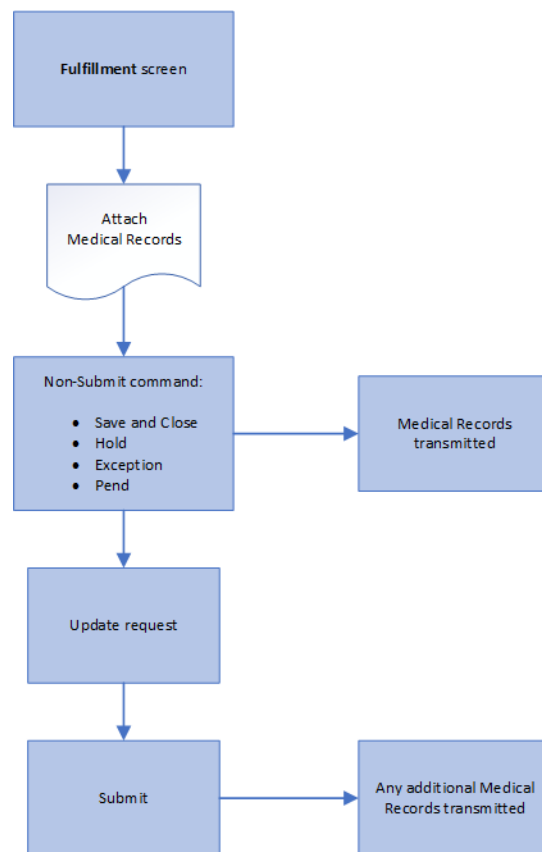 Fulfillment screen
Attach
Medical Records
Non-Submit command:
• Save and Close
• Hold
• Exception
• Pend
Medical Records
transmitted
Update request
Submit
Any additional Medical
Records transmitted